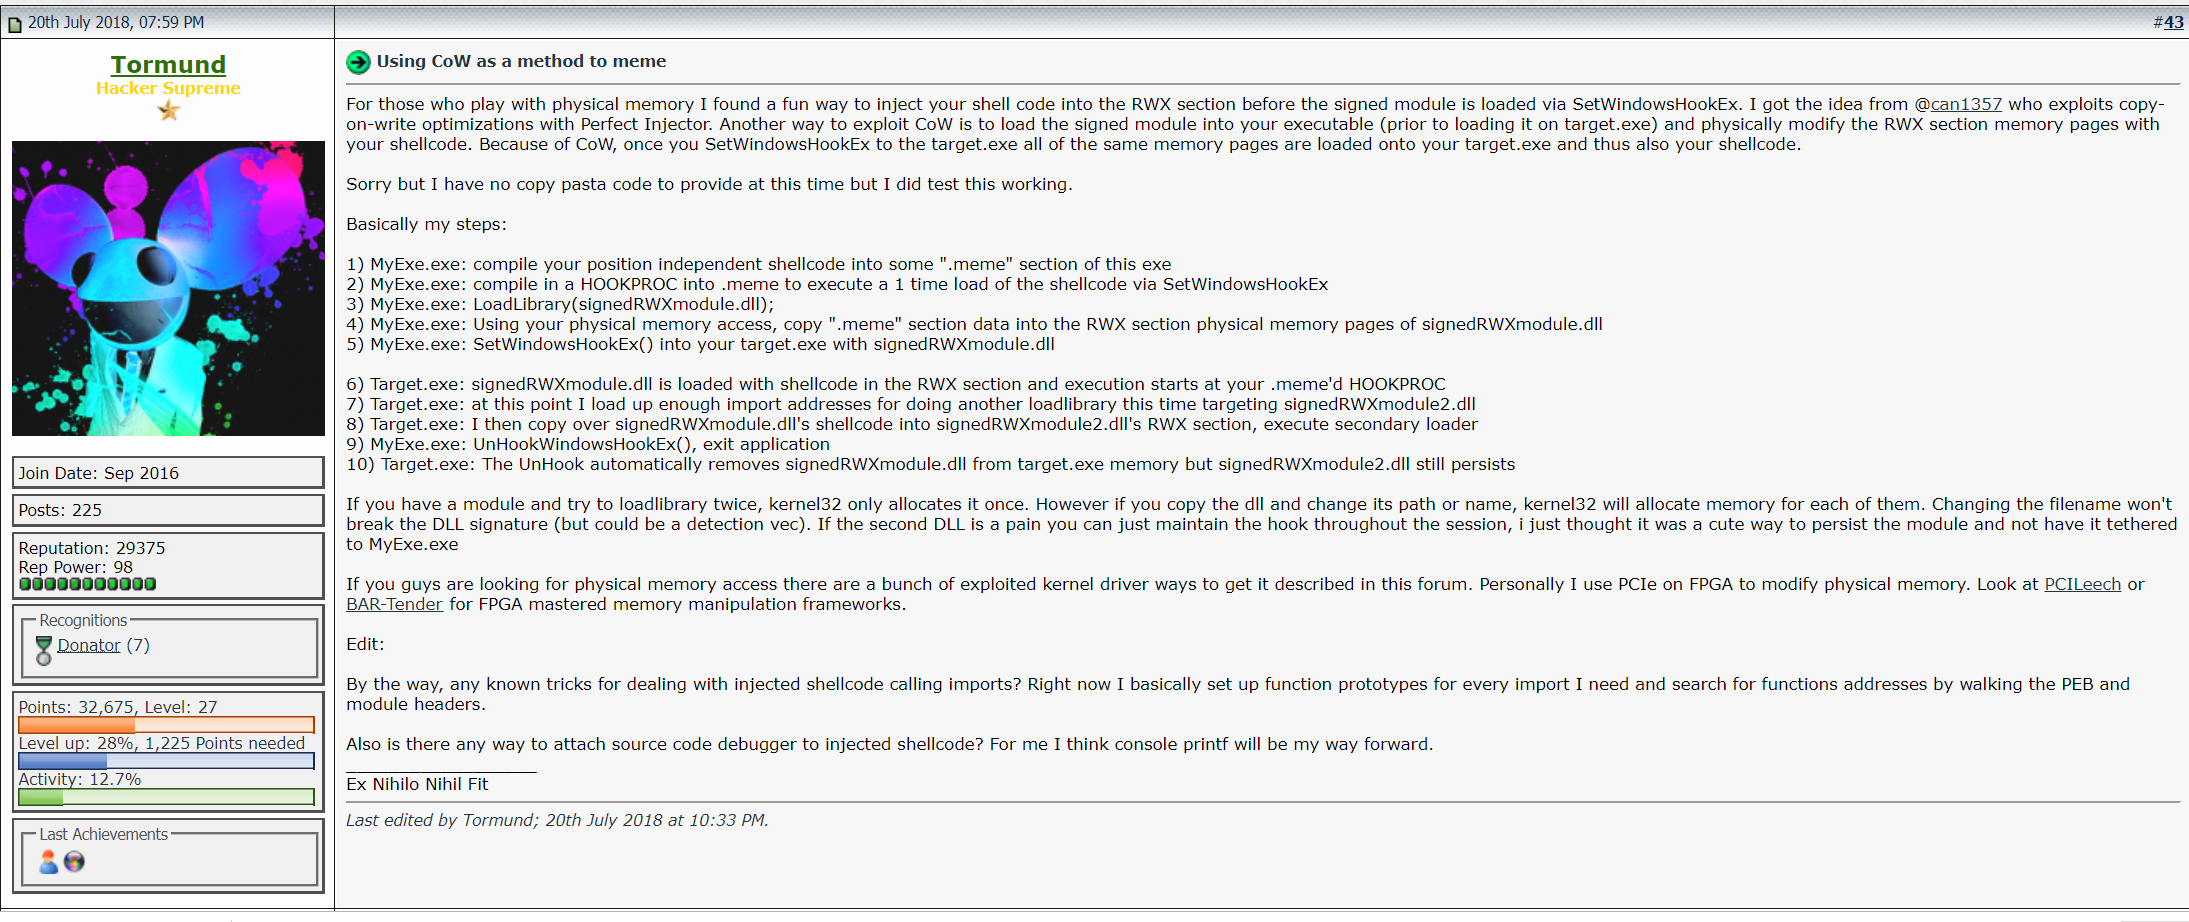 20th July 2018, 07:59 PM
#43
Tormund
Hacker Supreme
Join Date: Sep 2016
Posts: 225
Reputation: 29375
Rep Power: 98
Recognitions
Donator (7)
Points: 32,675, Level: 27
Level up: 28%, 1,225 Points needed
Activity: 12.7%
Last Achievements
Using CoW as a method to meme
For those who play with physical memory I found a fun way to inject your shell code into the RWX section before the signed module is loaded via SetWindowsHookEx. I got the idea from @can1357 who exploits copy-
on-write optimizations with Perfect Injector. Another way to exploit CoW is to load the signed module into your executable (prior to loading it on target.exe) and physically modify the RWX section memory pages with
your shellcode. Because of CoW, once you SetWindowsHookEx to the target.exe all of the same memory pages are loaded onto your target.exe and thus also your shellcode.
Sorry but I have no copy pasta code to provide at this time but I did test this working.
Basically my steps:
1) MyExe.exe: compile your position independent shellcode into some ".meme" section of this exe
2) MyExe.exe: compile in a HOOKPROC into .meme to execute a 1 time load of the shellcode via SetWindowsHookEx
3) MyExe.exe: LoadLibrary(signedRWXmodule.dll);
4) MyExe.exe: Using your physical memory access, copy ".meme" section data into the RWX section physical memory pages of signedRWXmodule.dll
5) MyExe.exe: SetWindowsHookEx() into your target.exe with signedRWXmodule.dll
6) Target.exe: signedRWXmodule.dll is loaded with shellcode in the RWX section and execution starts at your .meme'd HOOKPROC
7) Target.exe: at this point I load up enough import addresses for doing another loadlibrary this time targeting signedRWXmodule2.dll
8) Target.exe: I then copy over signedRWXmodule.dll's shellcode into signedRWXmodule2.dll's RWX section, execute secondary loader
9) MyExe.exe: UnHookWindowsHookEx(), exit application
10) Target.exe: The UnHook automatically removes signedRWXmodule.dll from target.exe memory but signedRWXmodule2.dll still persists
If you have a module and try to loadlibrary twice, kernel32 only allocates it once. However if you copy the dll and change its path or name, kernel32 will allocate memory for each of them. Changing the filename won't
break the DLL signature (but could be a detection vec). If the second DLL is a pain you can just maintain the hook throughout the session, i just thought it was a cute way to persist the module and not have it tethered
to MyExe.exe
If you guys are looking for physical memory access there are a bunch of exploited kernel driver ways to get it described in this forum. Personally I use PCIe on FPGA to modify physical memory. Look at PCILeech or
BAR-Tender for FPGA mastered memory manipulation frameworks.
Edit:
By the way, any known tricks for dealing with injected shellcode calling imports? Right now I basically set up function prototypes for every import I need and search for functions addresses by walking the PEB and
module headers.
Also is there any way to attach source code debugger to injected shellcode? For me I think console printf will be my way forward.
Ex Nihilo Nihil Fit
Last edited by Tormund; 20th July 2018 at 10:33 PM.